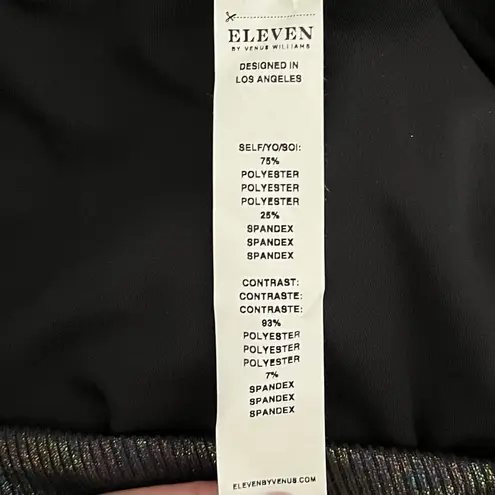 ELEVEN
BY VENUS WILLIAMS
DESIGNED IN
LOS ANGELES
SELF/YO/SOI:
75%
POLYESTER
POLYESTER
POLYESTER
25%
SPANDEX
SPANDEX
SPANDEX
CONTRAST:
CONTRASTE:
CONTRASTE:
93%
POLYESTER
POLYESTER
POLYESTER
7%
SPANDEX
SPANDEX
SPANDEX
ELEVENBYVENUS.COM